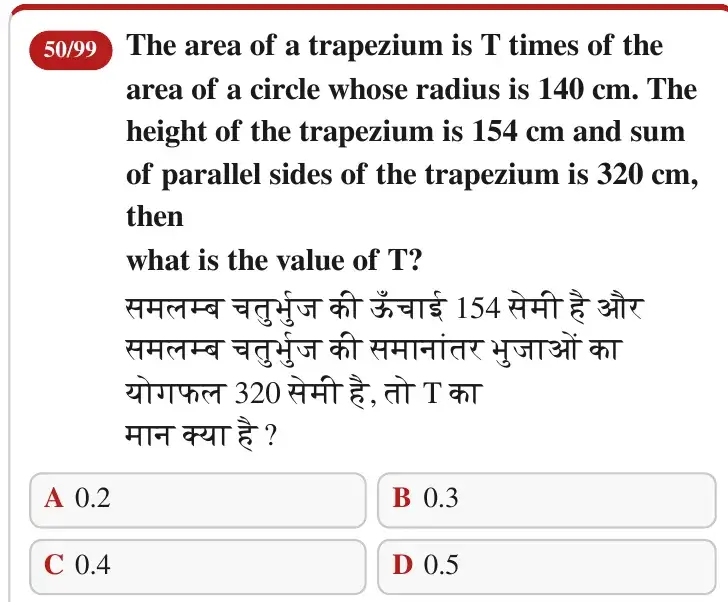 50/99 The area of a trapezium is T times of the
area of a circle whose radius is 140 cm. The
height of the trapezium is 154 cm and sum
of parallel sides of the trapezium is 320 cm,
then
what is the value of T?
समलम्ब चतुर्भुज की ऊँचाई 154 सेमी है और
समलम्ब चतुर्भुज की समानांतर भुजाओं का
योगफल 320 सेमी है, तो T का
मान क्या है ?
A 0.2
B 0.3
C 0.4
D 0.5